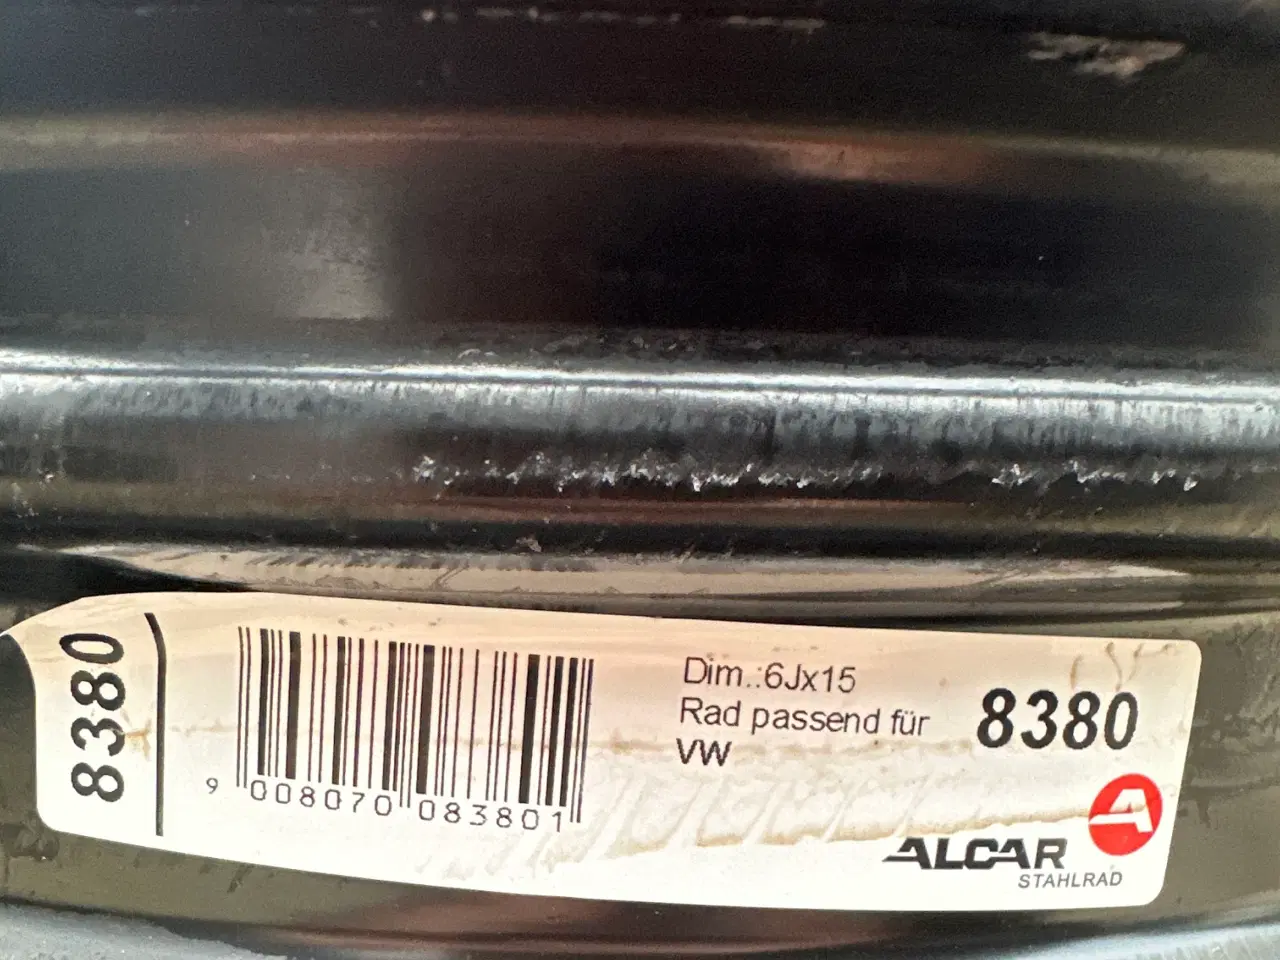 8380
9 008070 083801
Dim.:6Jx15
Rad passend für
VW
8380
ALCAR
STAHLRAD